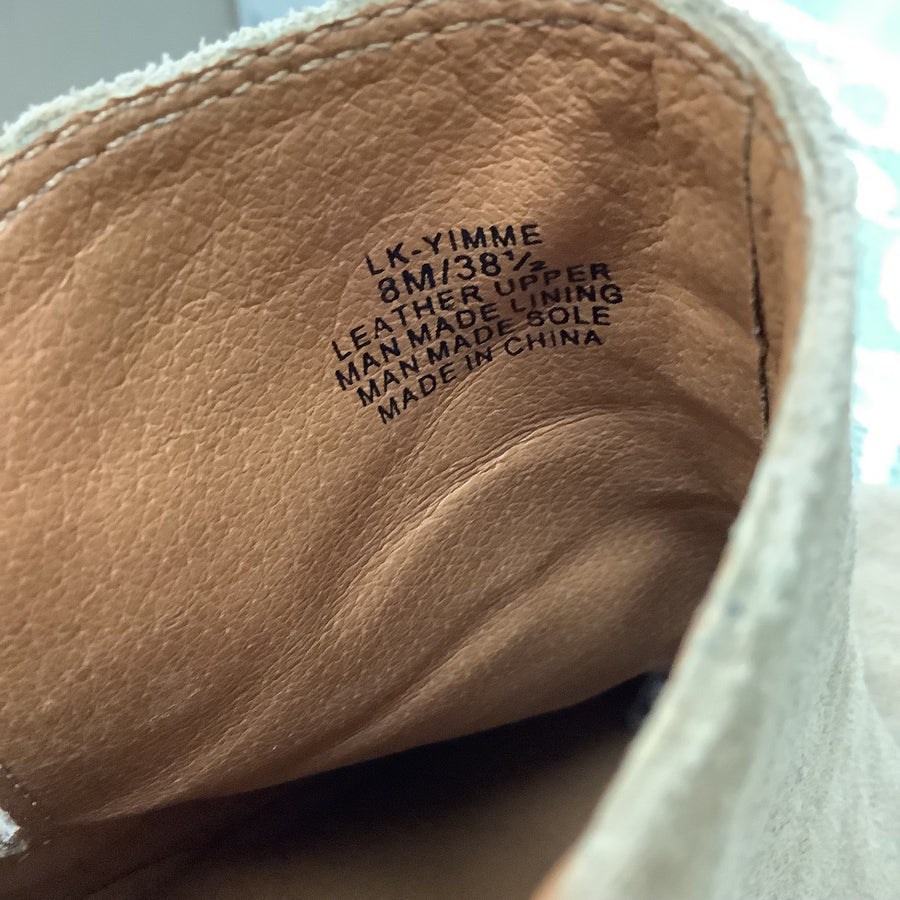 LK-YIMME
8M/38½
LEATHER UPPER
MAN MADE LINING
MAN MADE SOLE
MADE IN CHINA